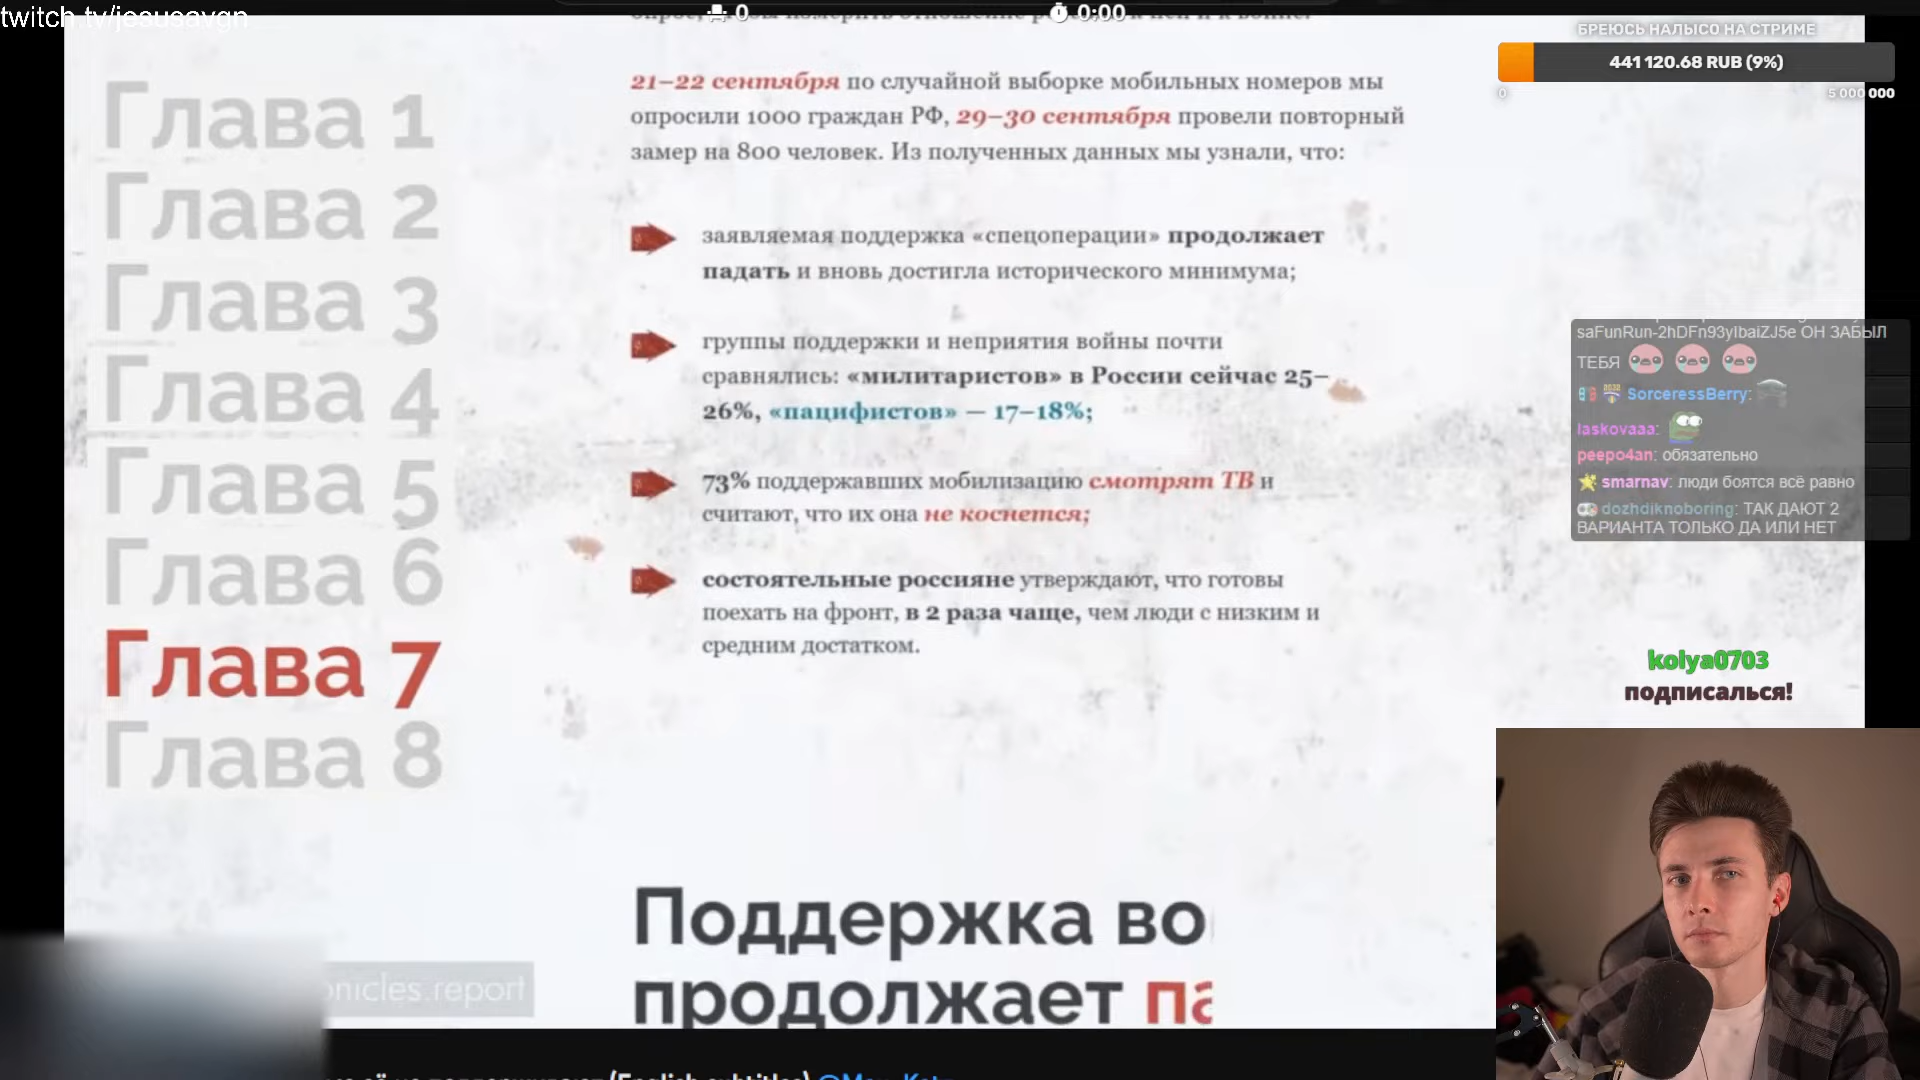 twitch.tv/jesusavgn
0
0:00
21–22 сентября по случайной выборке мобильных номеров мы
опросили 1000 граждан РФ, 29–30 сентября провели повторный
замер на 800 человек. Из полученных данных мы узнали, что:
заявляемая поддержка «спецоперации» продолжает
падать и вновь достигла исторического минимума;
группы поддержки и неприятия войны почти
сравнялись: «милитаристов» в России сейчас 25–
26%, «пацифистов» — 17–18%;
73% поддержавших мобилизацию смотрят ТВ и
считают, что их она не коснется;
состоятельные россияне утверждают, что готовы
поехать на фронт, в 2 раза чаще, чем люди с низким и
средним достатком.
Глава 1
Глава 2
Глава 3
Глава 4
Глава 5
Глава 6
Глава 7
Глава 8
Поддержка во
продолжает па
onicles.report
(English subtitles)
БРЕЮСЬ НАЛЫСО НА СТРИМЕ
441 120.68 RUB (9%)
0
5 000 000
saFunRun-2hDFn93yIbaiZJ5e ОН ЗАБЫЛ
ТЕБЯ
SorceressBerry:
laskovaaa:
peepo4an: обязательно
smarnav: люди боятся всё равно
dozhdiknoboring: ТАК ДАЮТ 2
ВАРИАНТА ТОЛЬКО ДА ИЛИ НЕТ
kolya0703
подписалься!